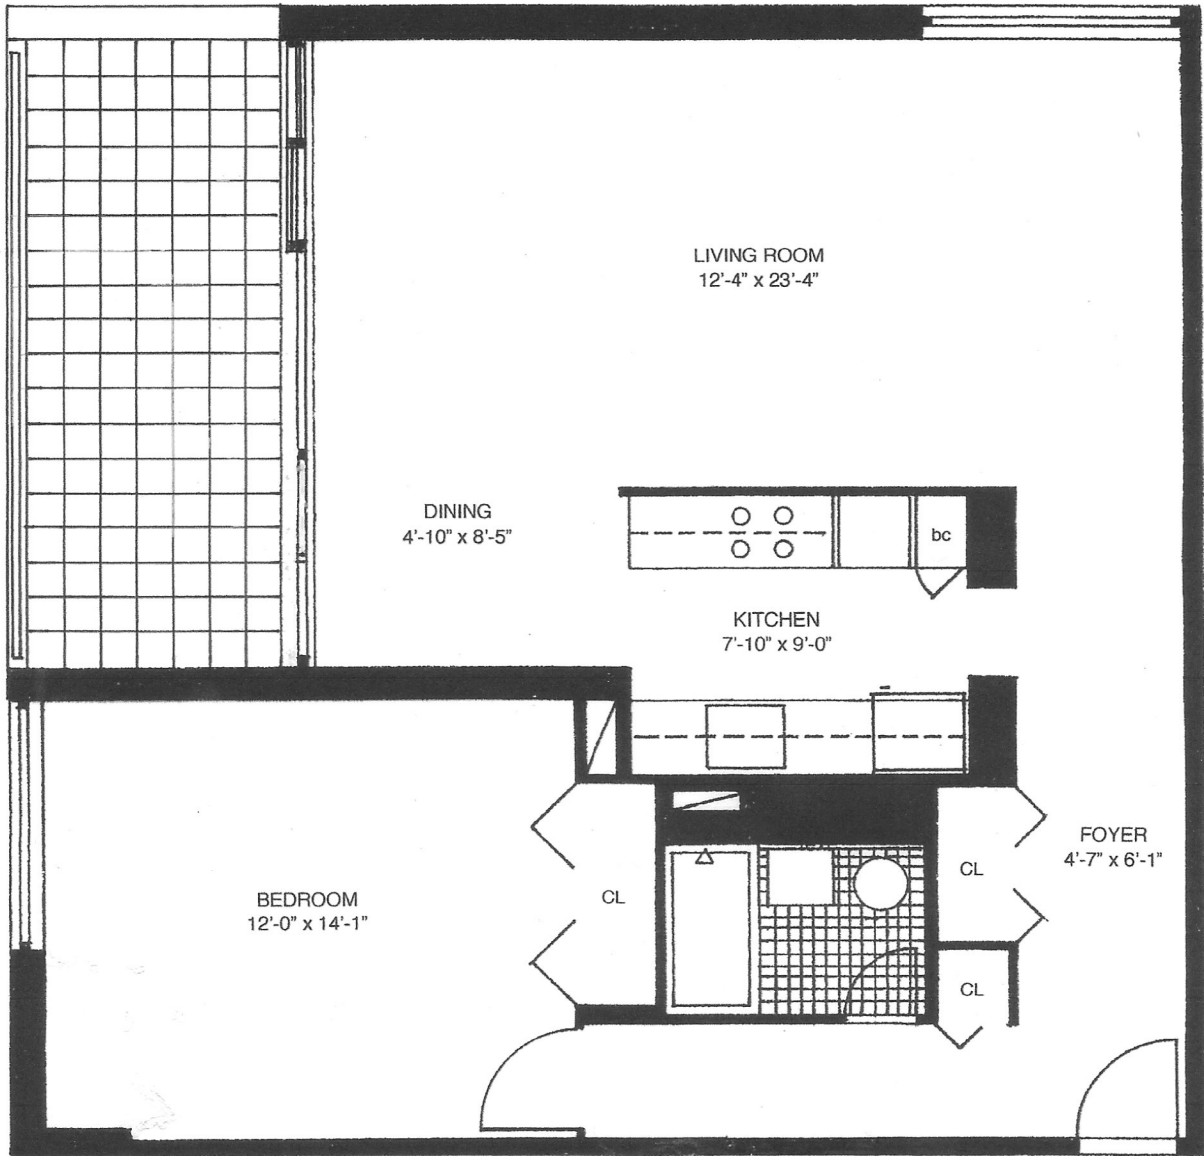 LIVING ROOM
12'-4" x 23'-4"
DINING
4'-10" x 8'-5"
bc
KITCHEN
7'-10" x 9'-0"
FOYER
4'-7" x 6'-1"
CL
BEDROOM
12'-0" x 14'-1"
CL
CL